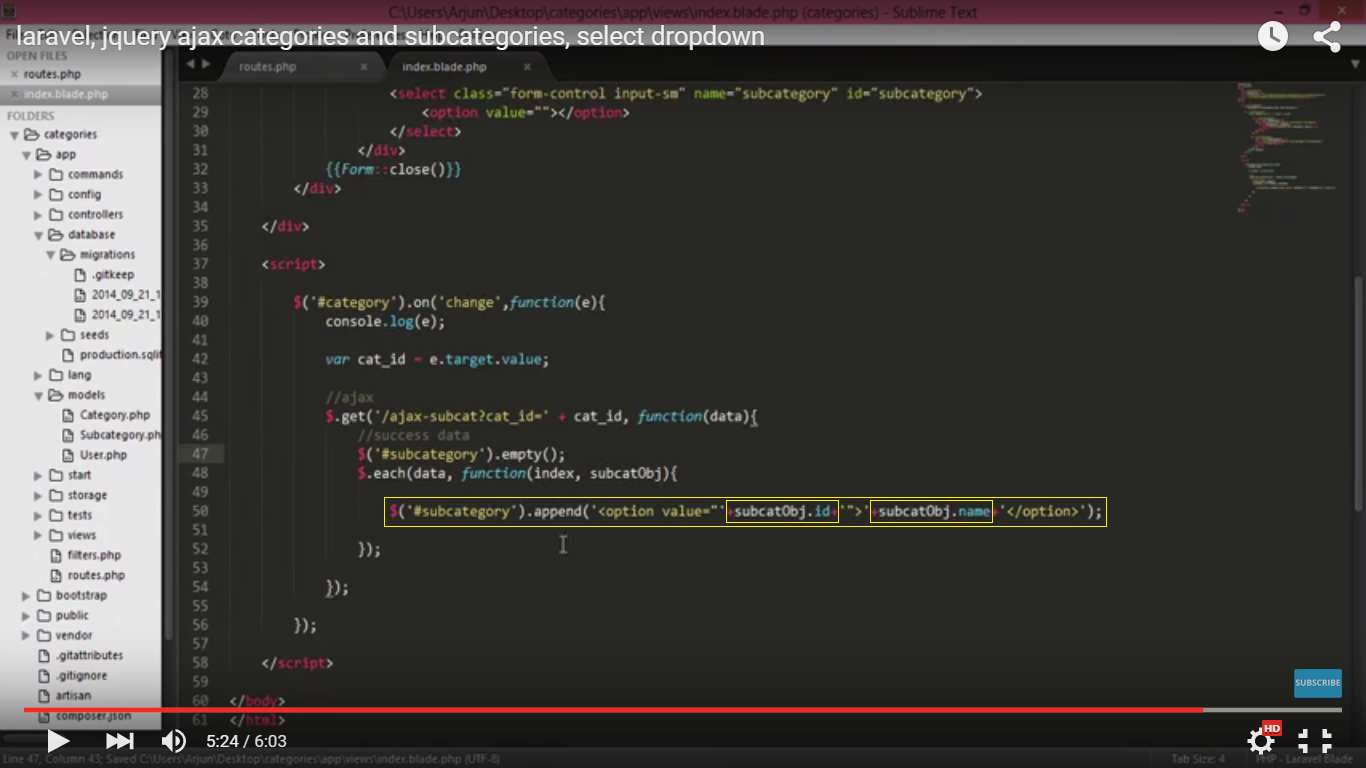 C:\Users\Arjun\Desktop\categories\app\views\index.blade.php (categories) - Sublime Text
laravel, jquery ajax categories and subcategories, select dropdown
OPEN FILES
routes.php
index.blade.php
FOLDERS
categories
app
commands
config
controllers
database
migrations
.gitkeep
2014_09_21_1
2014_09_21_1
seeds
production.sqlit
lang
models
Category.php
Subcategory.ph
User.php
start
storage
tests
views
filters.php
routes.php
bootstrap
public
vendor
.gitattributes
.gitignore
artisan
composer.json
routes.php
index.blade.php
28 <select class="form-control input-sm" name="subcategory" id="subcategory">
29 <option value=""></option>
30 </select>
31 </div>
32 {{Form::close()}}
33 </div>
34
35 </div>
36
37 <script>
38
39 $('#category').on('change',function(e){
40 console.log(e);
41
42 var cat_id = e.target.value;
43
44 //ajax
45 $.get('/ajax-subcat?cat_id=' + cat_id, function(data){
46 //success data
47 $('#subcategory').empty();
48 $.each(data, function(index, subcatObj){
49
50 $('#subcategory').append('<option value="'+subcatObj.id+'">'+subcatObj.name+'</option>');
51
52 });
53
54 });
55
56 });
57
58 </script>
59
60 </body>
61 </html>
SUBSCRIBE
5:24 / 6:03
HD
Line 47, Column 43; Saved C:\Users\Arjun\Desktop\categories\app\views\index.blade.php (UTF-8)
Tab Size: 4
PHP - Laravel Blade